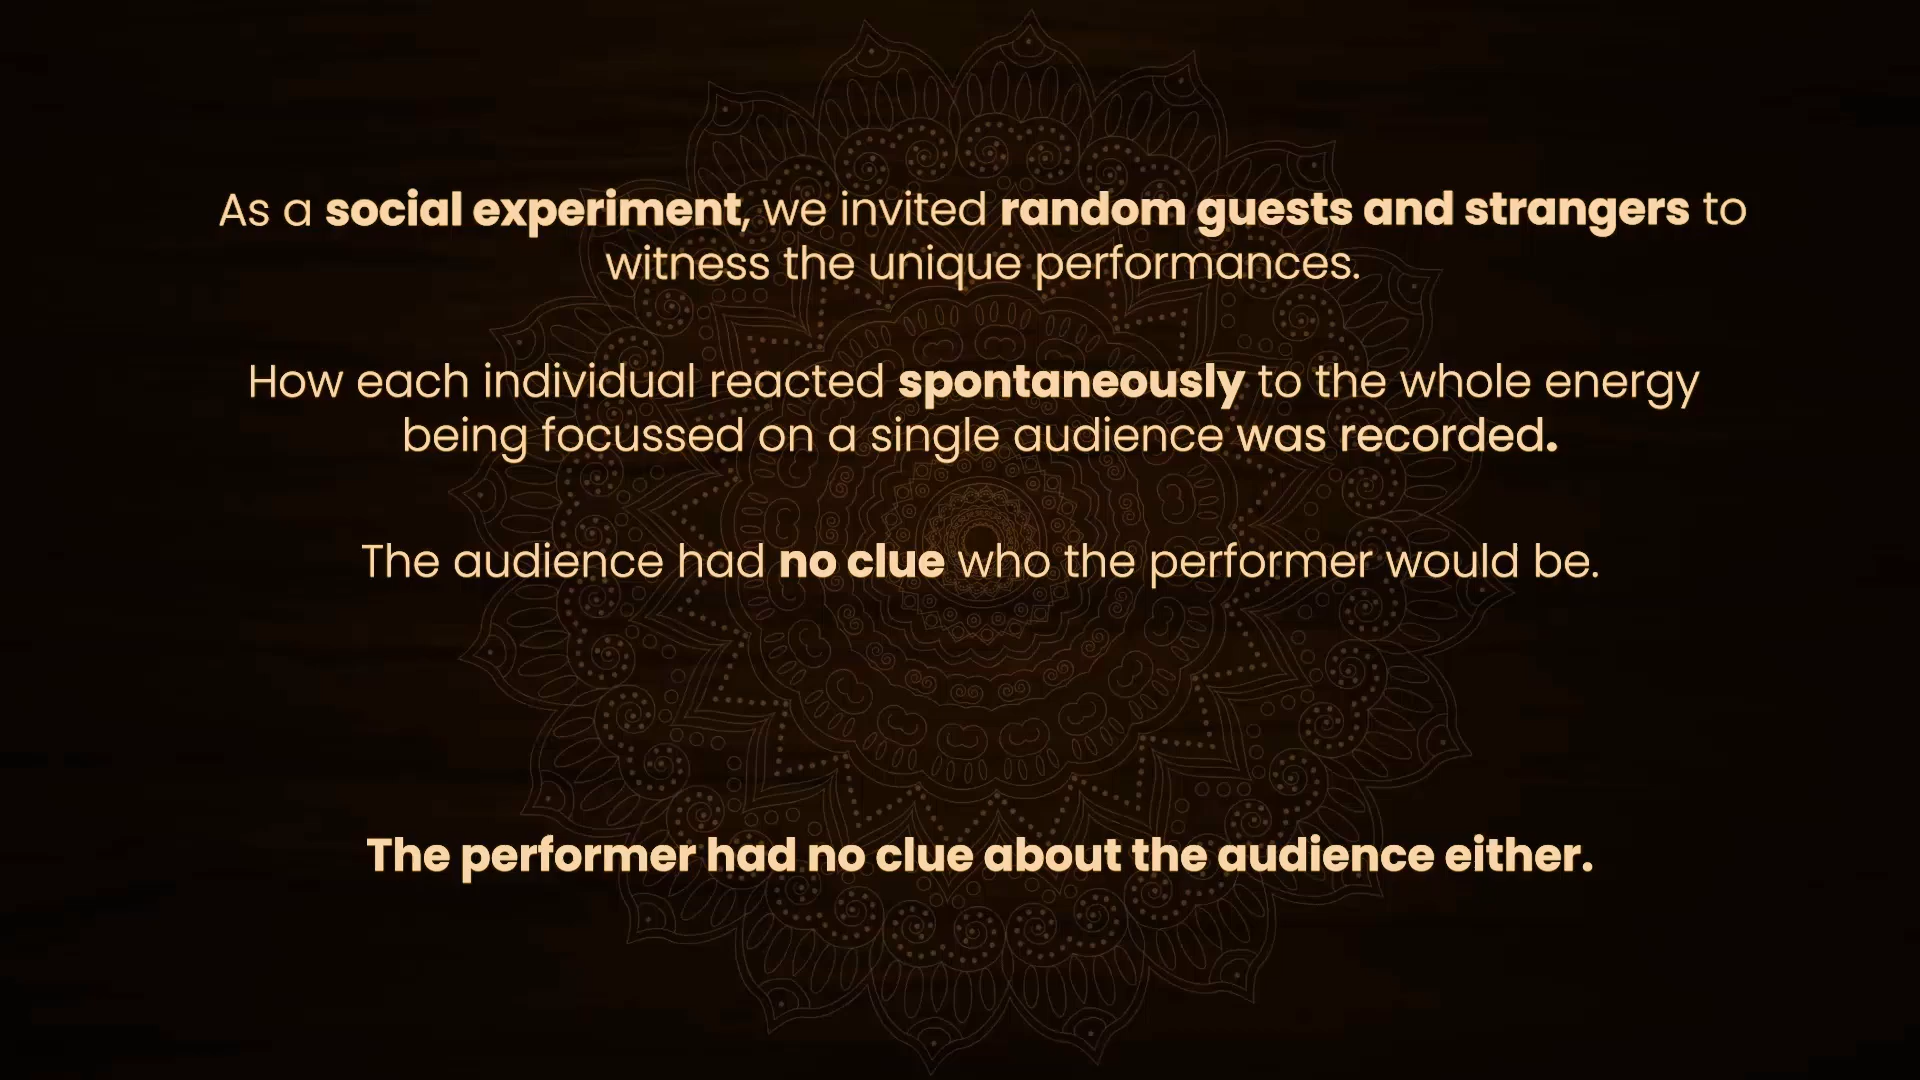 As a social experiment, we invited random guests and strangers to
witness the unique performances.
How each individual reacted spontaneously to the whole energy
being focussed on a single audience was recorded.
The audience had no clue who the performer would be.
The performer had no clue about the audience either.